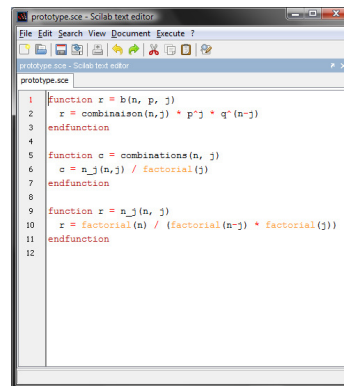 prototype.sce - Scilab text editor
File Edit Search View Document Execute ?
prototype.sce - Scilab text editor
prototype.sce
1 function r = b(n, p, j)
2 r = combinaison(n,j) * p^j * q^(n-j)
3 endfunction
4
5 function c = combinations(n, j)
6 c = n_j(n,j) / factorial(j)
7 endfunction
8
9 function r = n_j(n, j)
10 r = factorial(n) / (factorial(n-j) * factorial(j))
11 endfunction
12